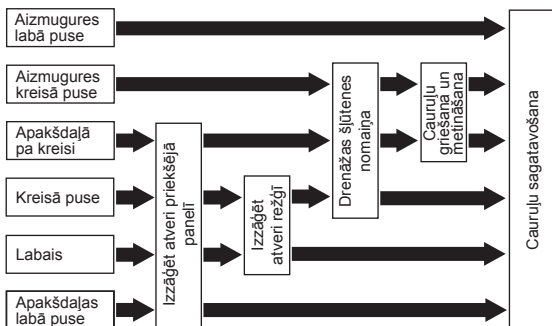 Aizmugures
labā puse
Aizmugures
kreisā puse
Apakšdaļā
pa kreisi
Kreisā puse
Labais
Apakšdaļas
labā puse
Izzāģēt atveri priekšējā
panelī
Izzāģēt
atveri režģī
Drenāžas šļūtenes
nomaiņa
Cauruļu
griešana un
metināšana
Cauruļu sagatavošana